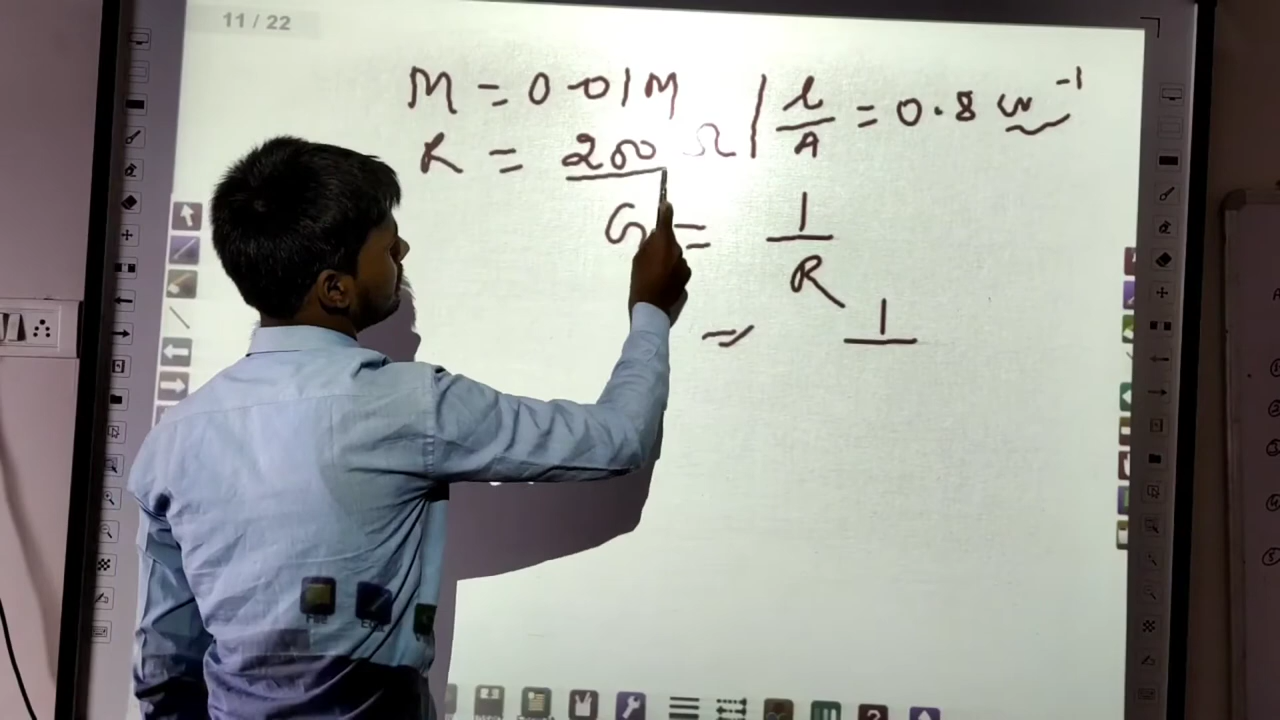 11 / 22
M = 0.01M | l/A = 0.8 m⁻¹
R = 200 Ω
G = 1/R
= 1